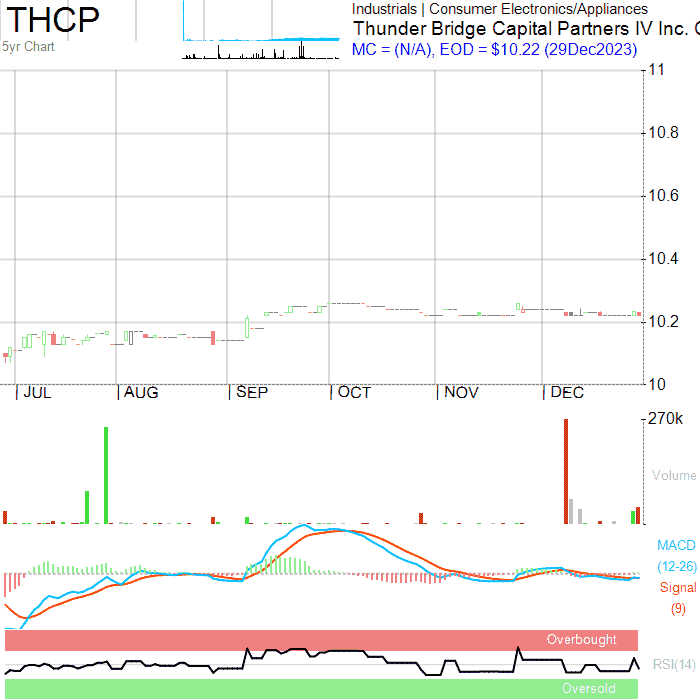 THCP
5yr Chart
Industrials | Consumer Electronics/Appliances
Thunder Bridge Capital Partners IV Inc.
MC = (N/A), EOD = $10.22 (29Dec2023)
11
10.8
10.6
10.4
10.2
10
JUL AUG SEP OCT NOV DEC
270k
Volume
MACD
(12-26)
Signal
(9)
Overbought
RSI(14)
Oversold